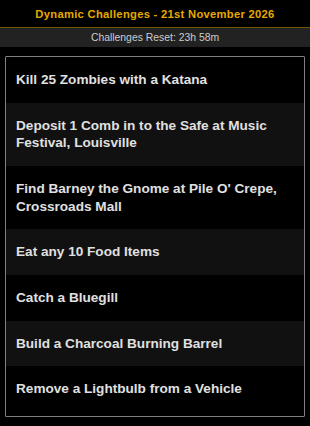 Dynamic Challenges - 21st November 2026
Challenges Reset: 23h 58m
Kill 25 Zombies with a Katana
Deposit 1 Comb in to the Safe at Music
Festival, Louisville
Find Barney the Gnome at Pile O' Crepe,
Crossroads Mall
Eat any 10 Food Items
Catch a Bluegill
Build a Charcoal Burning Barrel
Remove a Lightbulb from a Vehicle